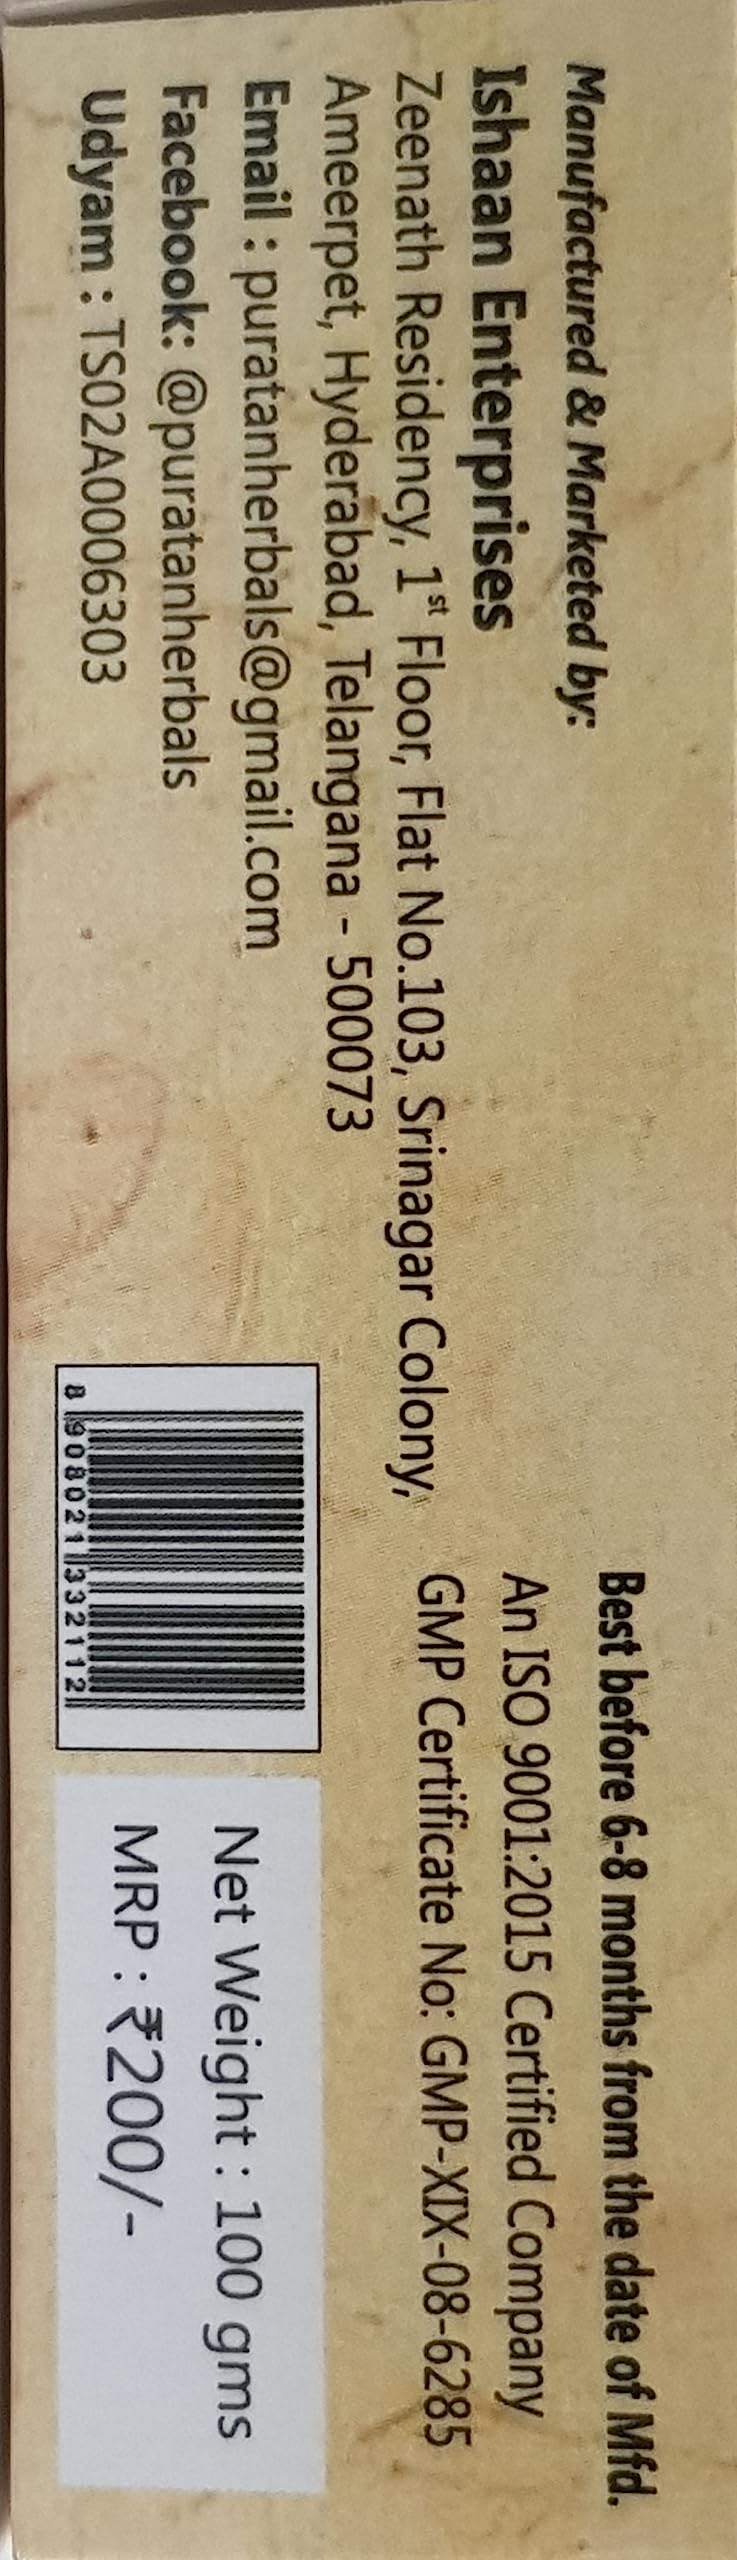 Manufactured & Marketed by:
Ishaan Enterprises
Zeenath Residency, 1st Floor, Flat No.103, Srinagar Colony,
Ameerpet, Hyderabad, Telangana - 500073
Email : puratanherbals@gmail.com
Facebook: @puratanherbals
Udyam : TS02A0006303
Best before 6-8 months from the date of Mfd.
An ISO 9001:2015 Certified Company
GMP Certificate No: GMP-XIX-08-6285
8 908021 332112
Net Weight : 100 gms
MRP : ₹200/-